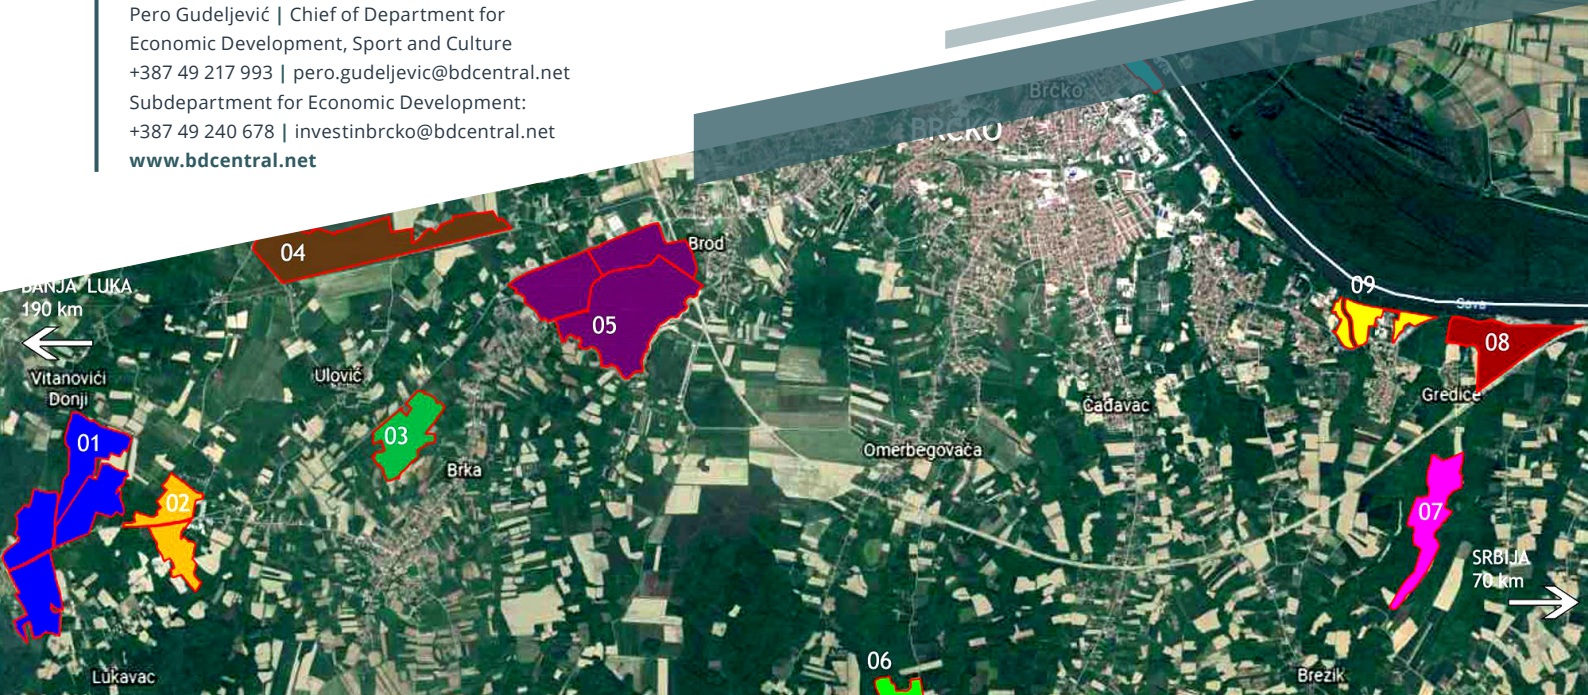 Pero Gudeljević | Chief of Department for
Economic Development, Sport and Culture
+387 49 217 993 | pero.gudeljevic@bdcentral.net
Subdepartment for Economic Development:
+387 49 240 678 | investinbrcko@bdcentral.net
www.bdcentral.net
Brčko
BRČKO
04
Brod
BANJA LUKA
190 km
05
09
Sava
08
Vitanovići
Donji
Ulović
Gredice
Čađavac
01
03
Omerbegovača
Brka
02
07
SRBIJA
70 km
06
Lukavac
Brezik